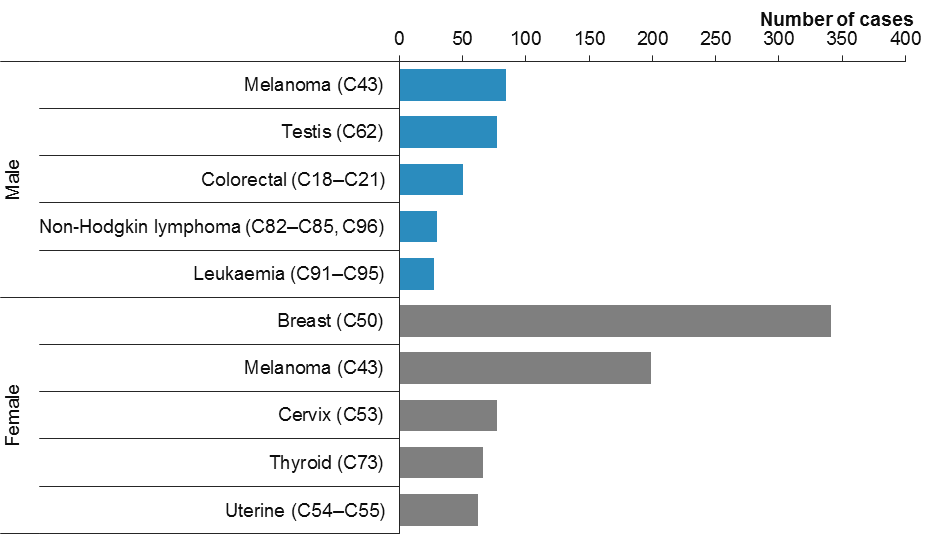 Number of cases
0 50 100 150 200 250 300 350 400
Male
Melanoma (C43)
Testis (C62)
Colorectal (C18–C21)
Non-Hodgkin lymphoma (C82–C85, C96)
Leukaemia (C91–C95)
Female
Breast (C50)
Melanoma (C43)
Cervix (C53)
Thyroid (C73)
Uterine (C54–C55)